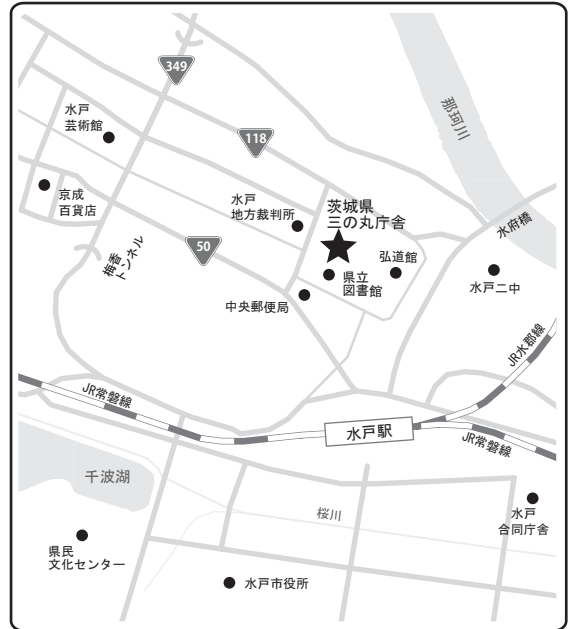 349
水戸
芸術館
118
那珂川
京成
百貨店
水戸
地方裁判所
茨城県
三の丸庁舎
水府橋
50
梅香
トンネル
弘道館
県立
図書館
水戸二中
中央郵便局
JR水郡線
JR常磐線
水戸駅
JR常磐線
千波湖
桜川
水戸
合同庁舎
県民
文化センター
水戸市役所